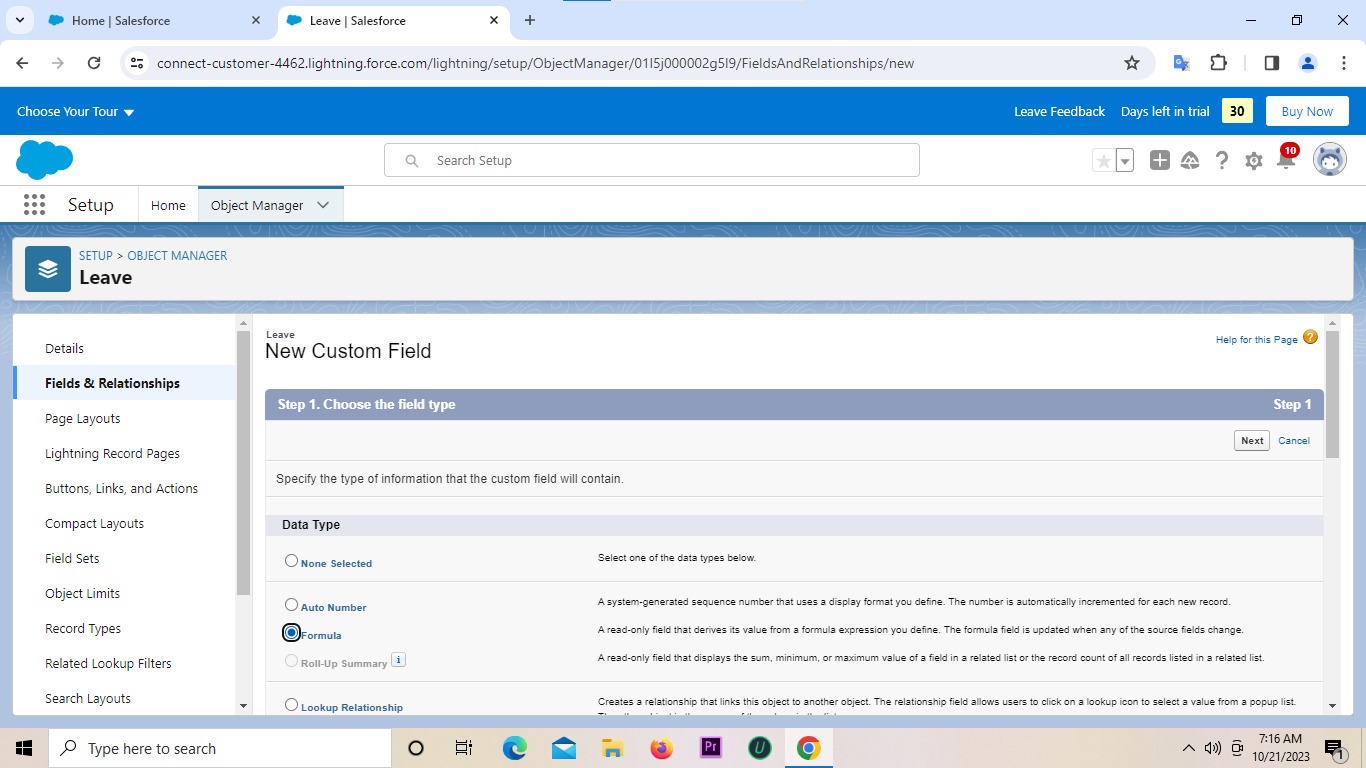 Home | Salesforce
Leave | Salesforce
connect-customer-4462.lightning.force.com/lightning/setup/ObjectManager/01I5j000002g5I9/FieldsAndRelationships/new
Choose Your Tour
Leave Feedback
Days left in trial
30
Buy Now
Search Setup
10
Setup
Home
Object Manager
SETUP > OBJECT MANAGER
Leave
Details
Fields & Relationships
Page Layouts
Lightning Record Pages
Buttons, Links, and Actions
Compact Layouts
Field Sets
Object Limits
Record Types
Related Lookup Filters
Search Layouts
Leave
New Custom Field
Help for this Page ?
Step 1. Choose the field type
Step 1
Next
Cancel
Specify the type of information that the custom field will contain.
Data Type
None Selected
Select one of the data types below.
Auto Number
A system-generated sequence number that uses a display format you define. The number is automatically incremented for each new record.
Formula
A read-only field that derives its value from a formula expression you define. The formula field is updated when any of the source fields change.
Roll-Up Summary i
A read-only field that displays the sum, minimum, or maximum value of a field in a related list or the record count of all records listed in a related list.
Lookup Relationship
Creates a relationship that links this object to another object. The relationship field allows users to click on a lookup icon to select a value from a popup list.
Type here to search
Pr
U
7:16 AM
10/21/2023
1